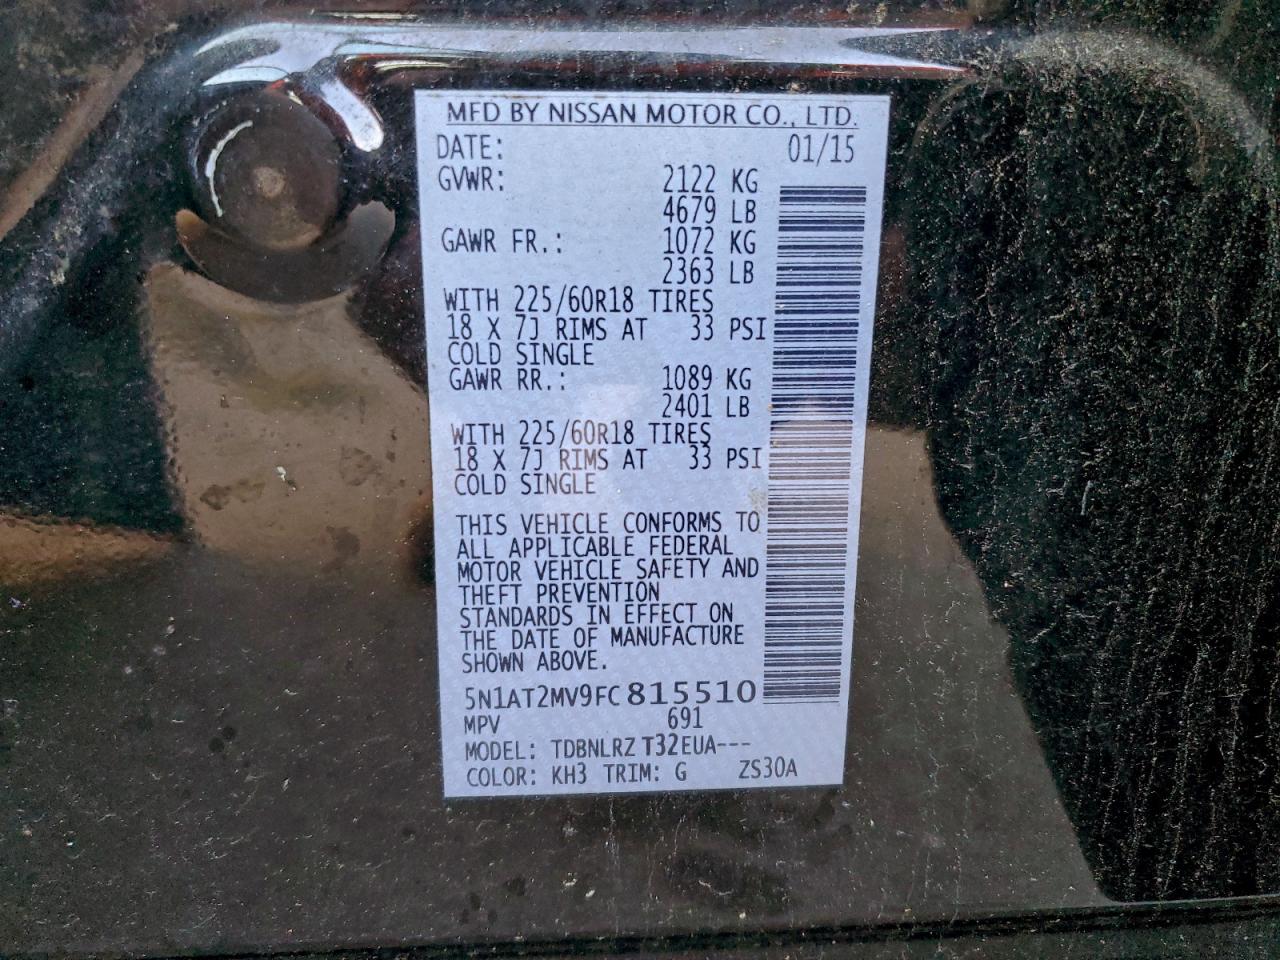 MFD BY NISSAN MOTOR CO., LTD.
DATE: 01/15
GVWR: 2122 KG
4679 LB
GAWR FR.: 1072 KG
2363 LB
WITH 225/60R18 TIRES
18 X 7J RIMS AT 33 PSI
COLD SINGLE
GAWR RR.: 1089 KG
2401 LB
WITH 225/60R18 TIRES
18 X 7J RIMS AT 33 PSI
COLD SINGLE
THIS VEHICLE CONFORMS TO
ALL APPLICABLE FEDERAL
MOTOR VEHICLE SAFETY AND
THEFT PREVENTION
STANDARDS IN EFFECT ON
THE DATE OF MANUFACTURE
SHOWN ABOVE.
5N1AT2MV9FC815510
MPV 691
MODEL: TDBNLRZ T32EUA---
COLOR: KH3 TRIM: G ZS30A